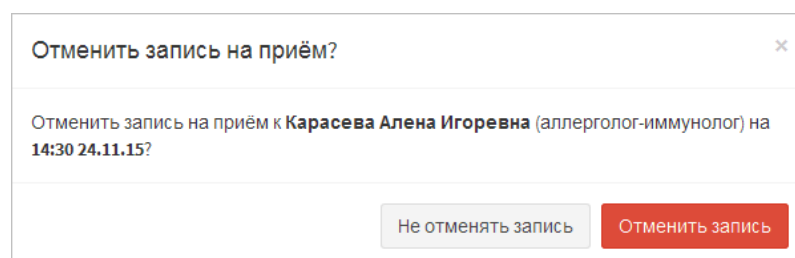 Отменить запись на приём?
×
Отменить запись на приём к Карасева Алена Игоревна (аллерголог-иммунолог) на
14:30 24.11.15?
Не отменять запись
Отменить запись